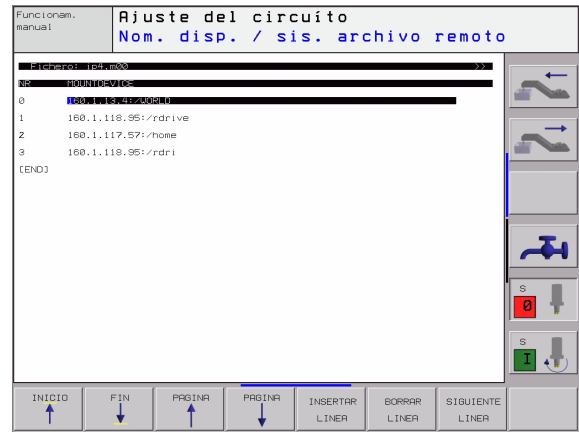 Funcionam.
manual
Ajuste del circuíto
Nom. disp. / sis. archivo remoto
Fichero: ip4.m00 >>
NR MOUNTDEVICE
0 160.1.13.4:/WORLD
1 160.1.118.95:/rdrive
2 160.1.117.57:/home
3 160.1.118.95:/rdri
[END]
S
0
S
I
INICIO
FIN
PAGINA
PAGINA
INSERTAR
LINEA
BORRAR
LINEA
SIGUIENTE
LINEA